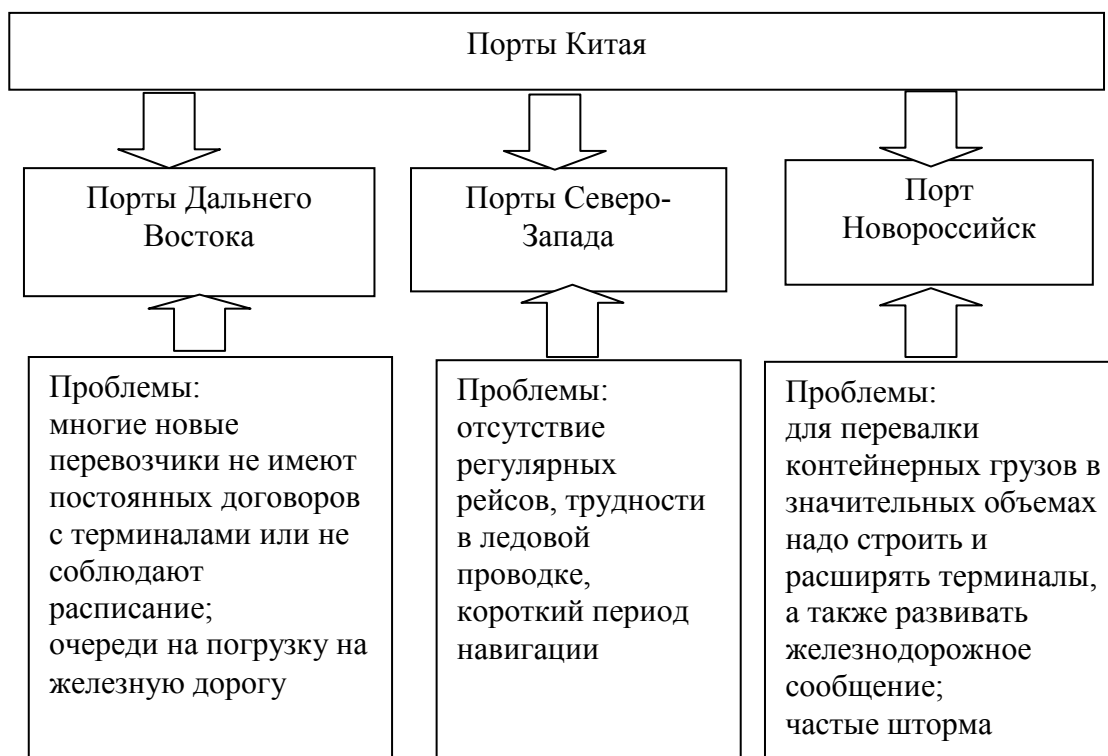 Порты Китая
Порты Дальнего
Востока
Порты Северо-
Запада
Порт
Новороссийск
Проблемы:
многие новые
перевозчики не имеют
постоянных договоров
с терминалами или не
соблюдают
расписание;
очереди на погрузку на
железную дорогу
Проблемы:
отсутствие
регулярных
рейсов, трудности
в ледовой
проводке,
короткий период
навигации
Проблемы:
для перевалки
контейнерных грузов в
значительных объемах
надо строить и
расширять терминалы,
а также развивать
железнодорожное
сообщение;
частые шторма